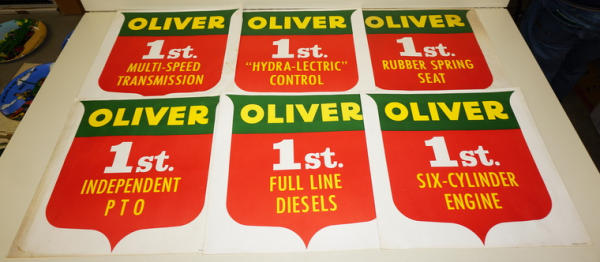 OLIVER
1st.
MULTI-SPEED
TRANSMISSION
OLIVER
1st.
"HYDRA-LECTRIC"
CONTROL
OLIVER
1st.
RUBBER SPRING
SEAT
OLIVER
1st.
INDEPENDENT
PTO
OLIVER
1st.
FULL LINE
DIESELS
OLIVER
1st.
SIX-CYLINDER
ENGINE